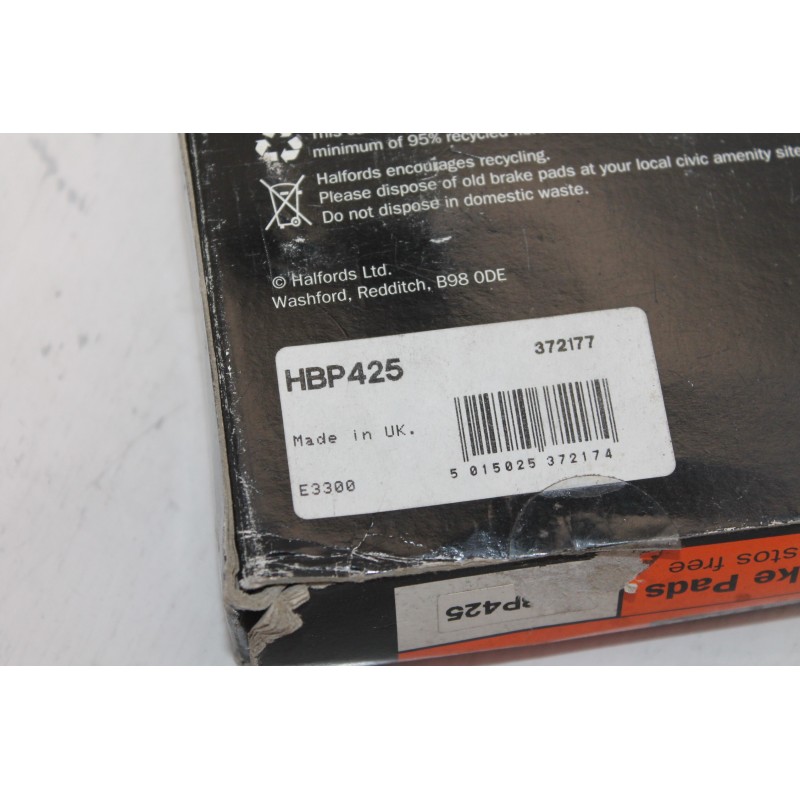 minimum of 95% recycled
Halfords encourages recycling.
Please dispose of old brake pads at your local civic amenity site
Do not dispose in domestic waste.
© Halfords Ltd.
Washford, Redditch, B98 0DE
HBP425
372177
Made in UK.
5 015025 372174
E3300
ke Pads
stos free
BP425